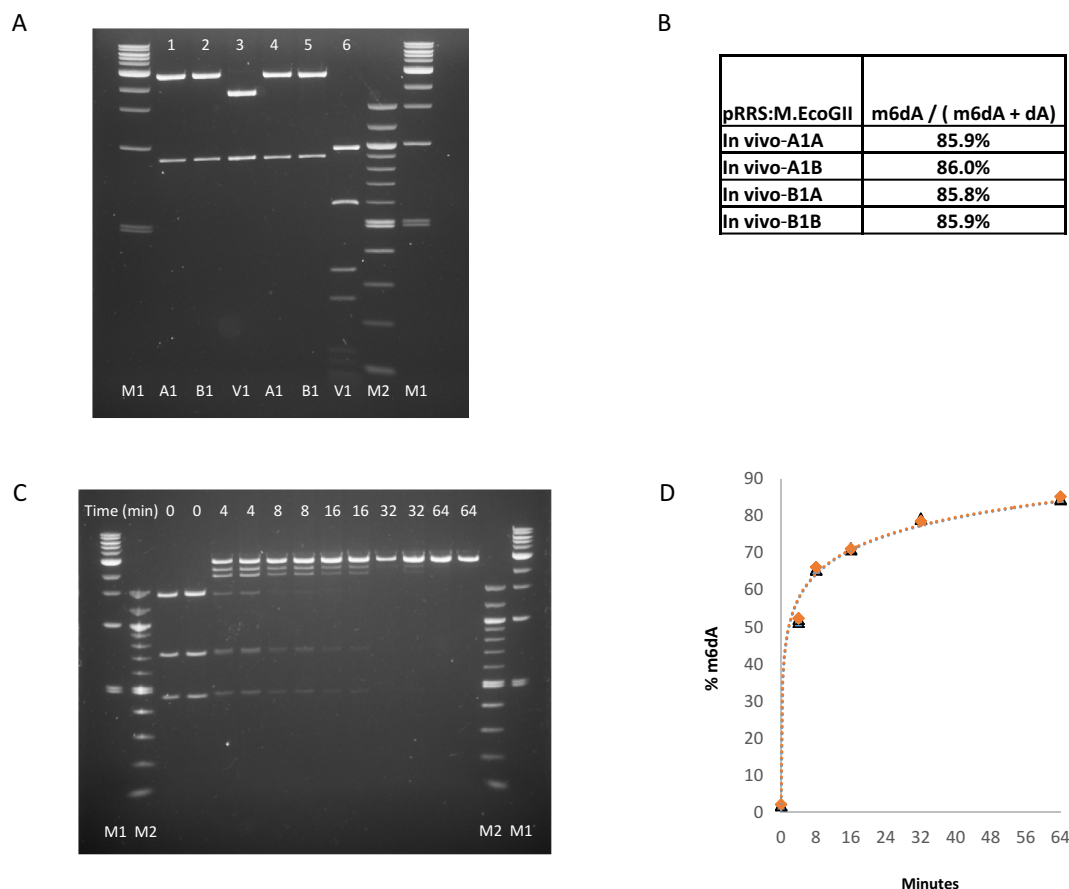 A
1 2 3 4 5 6
M1 A1 B1 V1 A1 B1 V1 M2 M1
B
pRRS:M.EcoGII m6dA / ( m6dA + dA)
In vivo-A1A 85.9%
In vivo-A1B 86.0%
In vivo-B1A 85.8%
In vivo-B1B 85.9%
C
Time (min) 0 0 4 4 8 8 16 16 32 32 64 64
M1 M2 M2 M1
D
90
80
70
60
50
40
30
20
10
0
% m6dA
0 8 16 24 32 40 48 56 64
Minutes